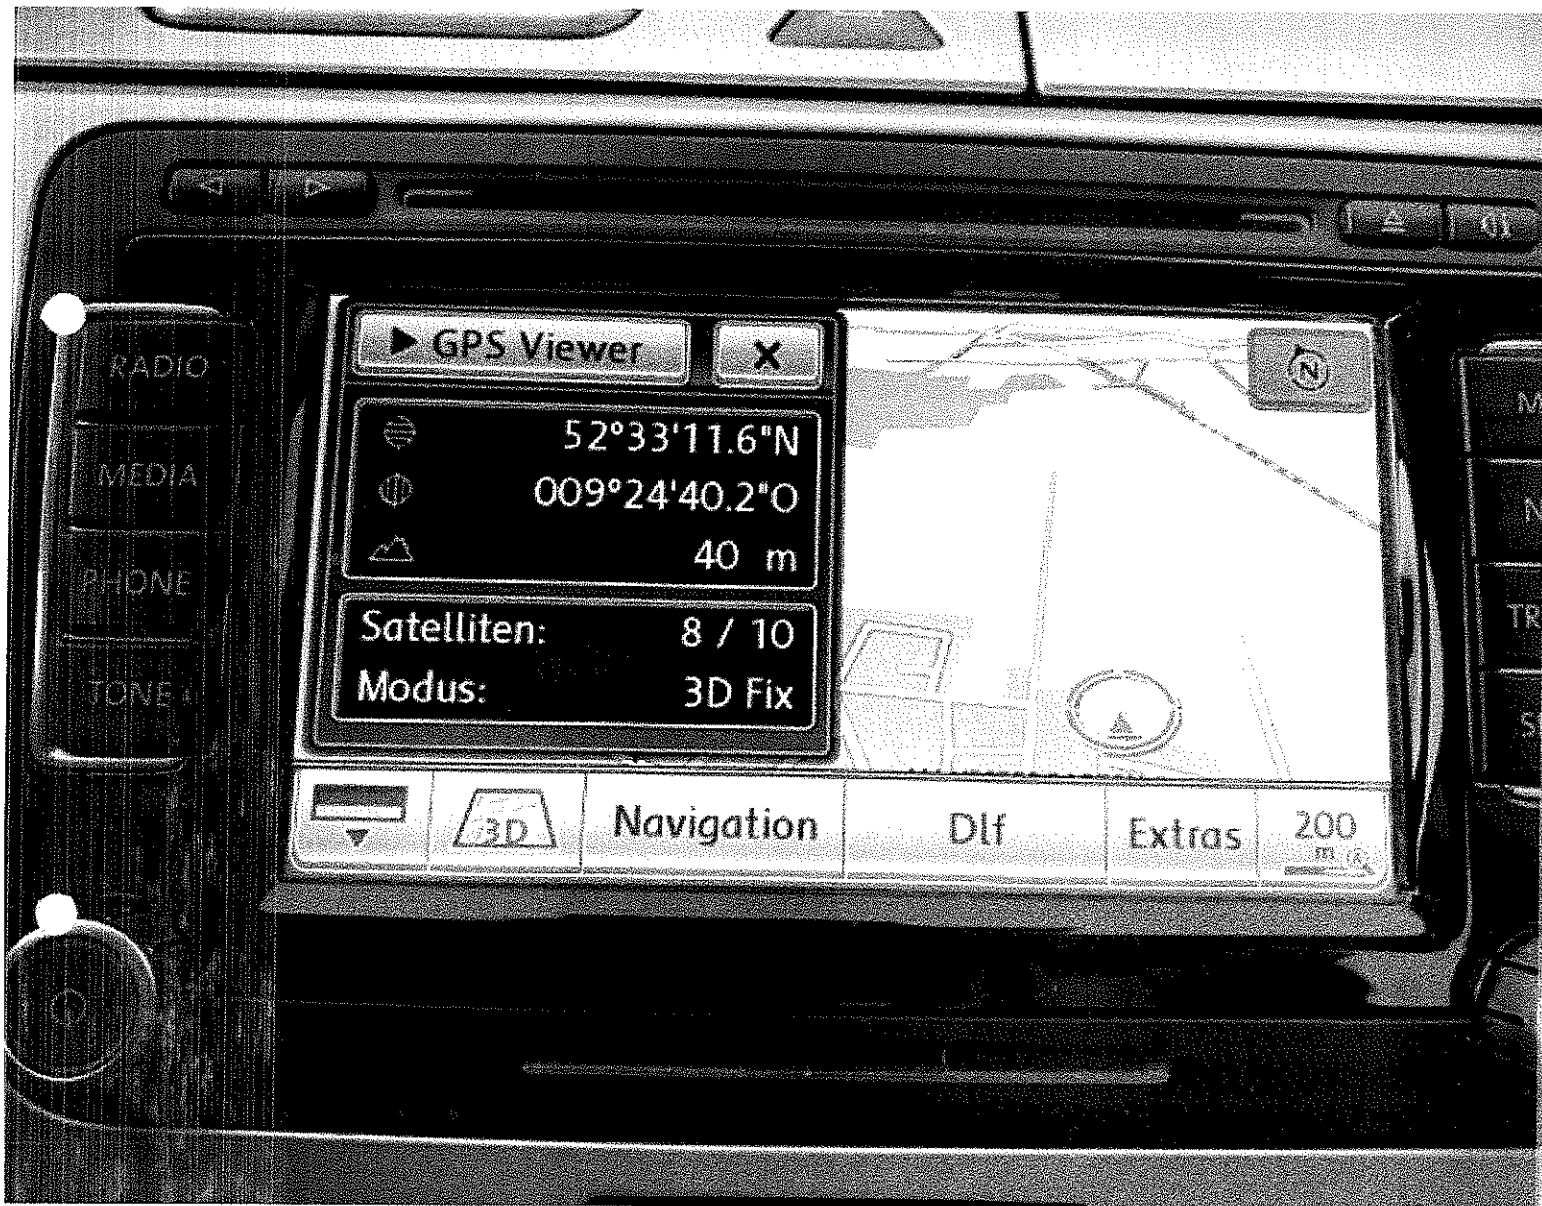 RADIO
MEDIA
PHONE
TONE
GPS Viewer
X
N
52°33'11.6"N
009°24'40.2"O
40 m
Satelliten: 8 / 10
Modus: 3D Fix
3D
Navigation
Dlf
Extras
200
m
M
N
TR
S